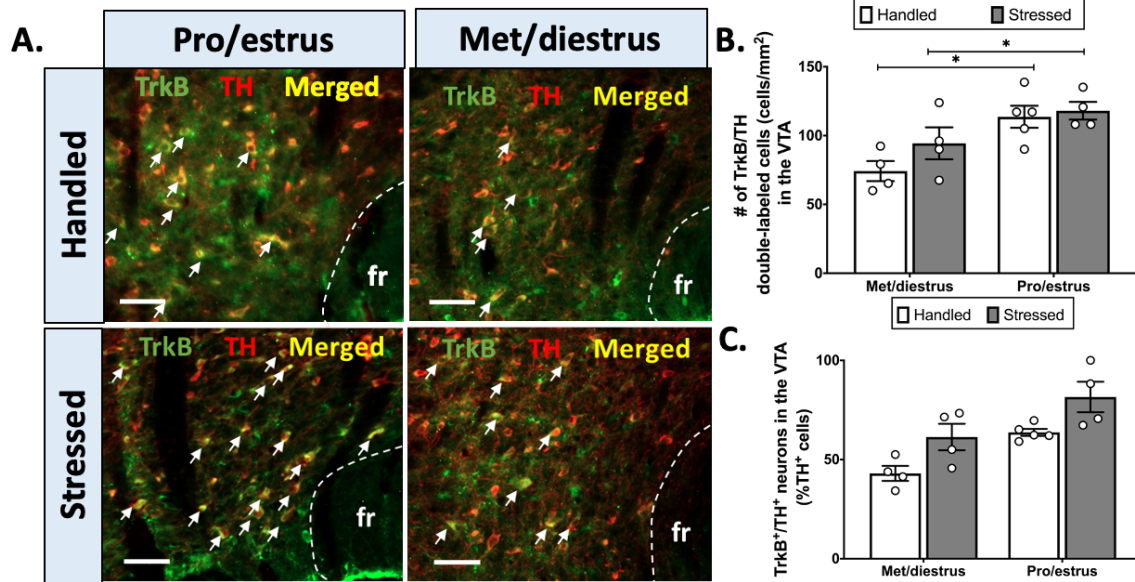 A.
Pro/estrus
Met/diestrus
Handled
TrkB TH Merged
fr
TrkB TH Merged
fr
Stressed
TrkB TH Merged
fr
TrkB TH Merged
fr
B.
Handled Stressed
*
*
# of TrkB/TH
double-labeled cells (cells/mm²)
in the VTA
150
100
50
0
Met/diestrus Pro/estrus
C.
Handled Stressed
TrkB⁺/TH⁺ neurons in the VTA
(%TH⁺ cells)
100
50
0
Met/diestrus Pro/estrus